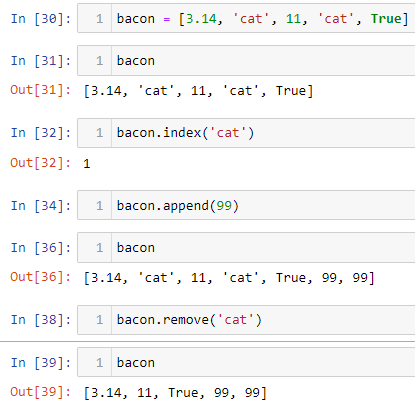 In [30]: 1 bacon = [3.14, 'cat', 11, 'cat', True]
In [31]: 1 bacon
Out[31]: [3.14, 'cat', 11, 'cat', True]
In [32]: 1 bacon.index('cat')
Out[32]: 1
In [34]: 1 bacon.append(99)
In [36]: 1 bacon
Out[36]: [3.14, 'cat', 11, 'cat', True, 99, 99]
In [38]: 1 bacon.remove('cat')
In [39]: 1 bacon
Out[39]: [3.14, 11, True, 99, 99]